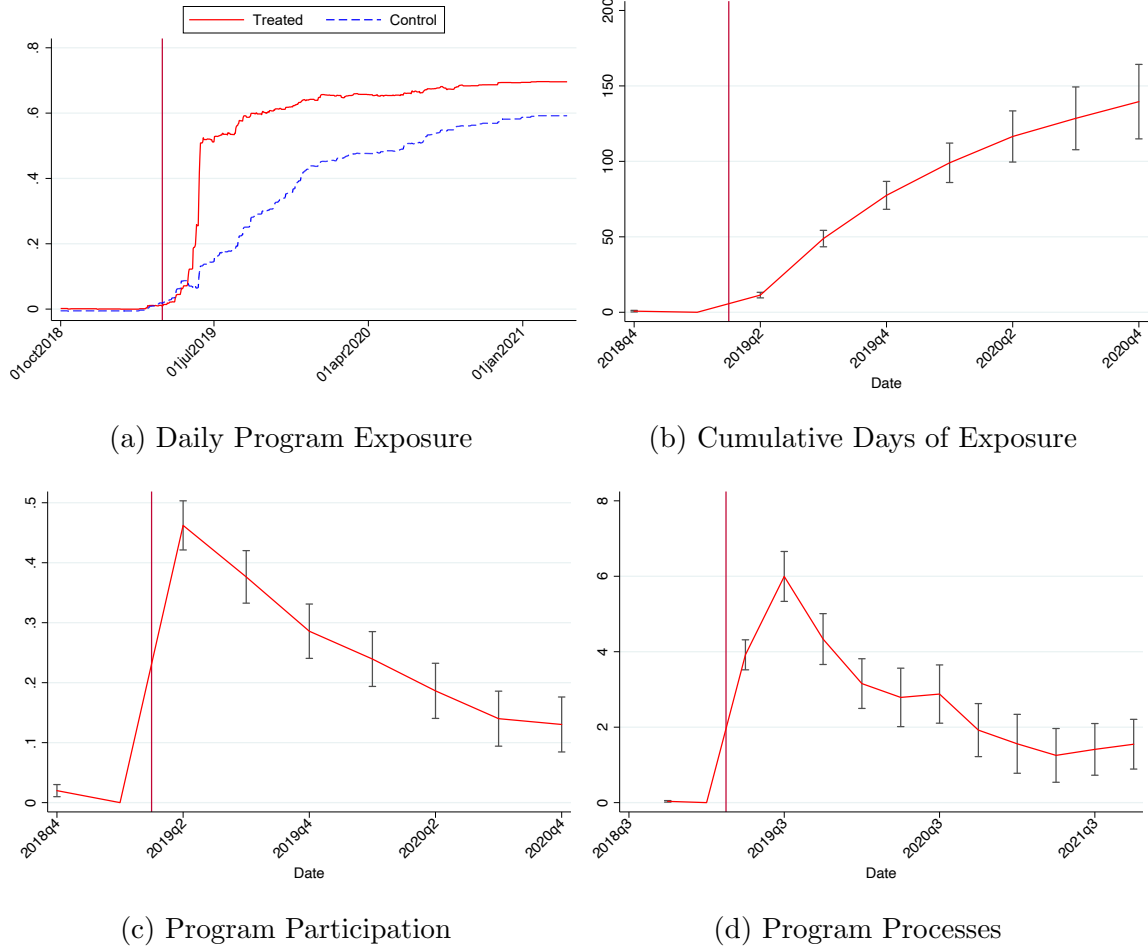 Treated Control
.8
.6
.4
.2
0
01oct2018 01jul2019 01apr2020 01jan2021
(a) Daily Program Exposure
200
150
100
50
0
2018q4 2019q2 2019q4 2020q2 2020q4
Date
(b) Cumulative Days of Exposure
.5
.4
.3
.2
.1
0
2018q4 2019q2 2019q4 2020q2 2020q4
Date
(c) Program Participation
8
6
4
2
0
2018q3 2019q3 2020q3 2021q3
Date
(d) Program Processes